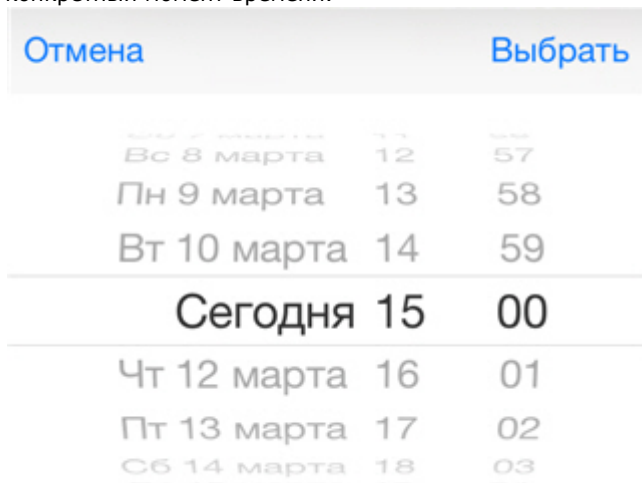 Отмена Выбрать
Вс 8 марта 12 57
Пн 9 марта 13 58
Вт 10 марта 14 59
Сегодня 15 00
Чт 12 марта 16 01
Пт 13 марта 17 02
Сб 14 марта 18 03